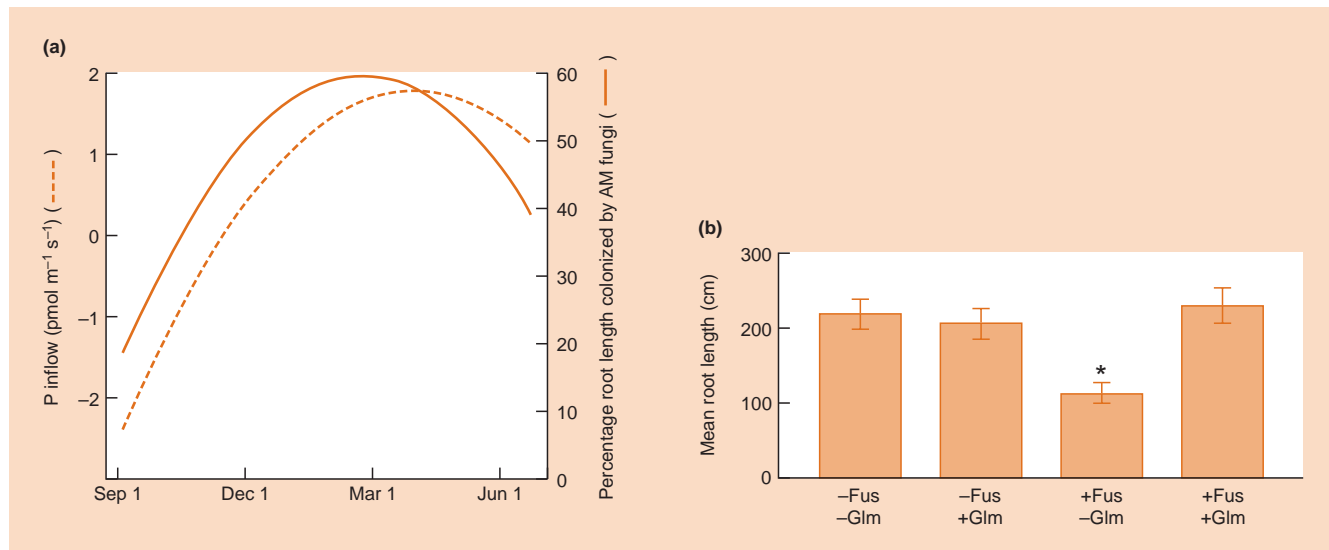 (a)
2
1
0
–1
–2
P inflow (pmol m–1 s–1) ( )
60
50
40
30
20
10
0
Percentage root length colonized by AM fungi ( )
Sep 1 Dec 1 Mar 1 Jun 1
(b)
300
200
100
0
Mean root length (cm)
*
–Fus –Fus +Fus +Fus
–Glm +Glm –Glm +Glm